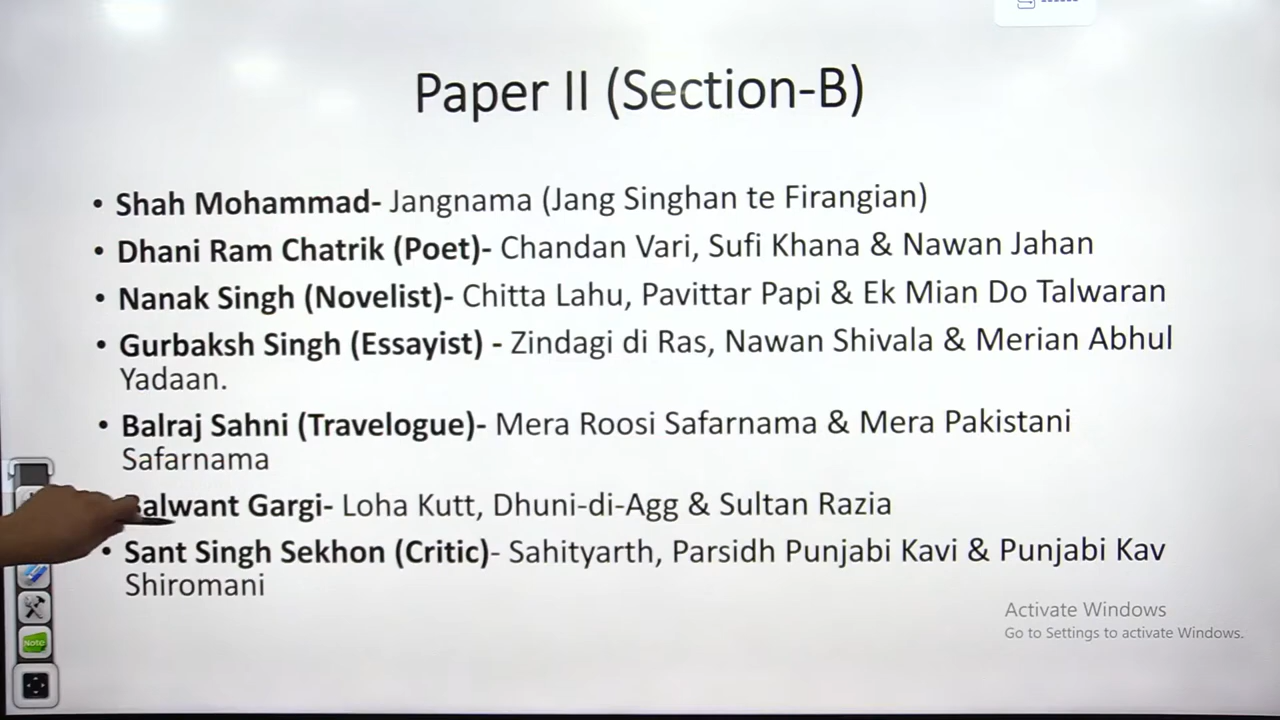 Paper II (Section-B)
• Shah Mohammad- Jangnama (Jang Singhan te Firangian)
• Dhani Ram Chatrik (Poet)- Chandan Vari, Sufi Khana & Nawan Jahan
• Nanak Singh (Novelist)- Chitta Lahu, Pavittar Papi & Ek Mian Do Talwaran
• Gurbaksh Singh (Essayist) - Zindagi di Ras, Nawan Shivala & Merian Abhul
Yadaan.
• Balraj Sahni (Travelogue)- Mera Roosi Safarnama & Mera Pakistani
Safarnama
Balwant Gargi- Loha Kutt, Dhuni-di-Agg & Sultan Razia
• Sant Singh Sekhon (Critic)- Sahityarth, Parsidh Punjabi Kavi & Punjabi Kav
Shiromani
Activate Windows
Go to Settings to activate Windows.
Note